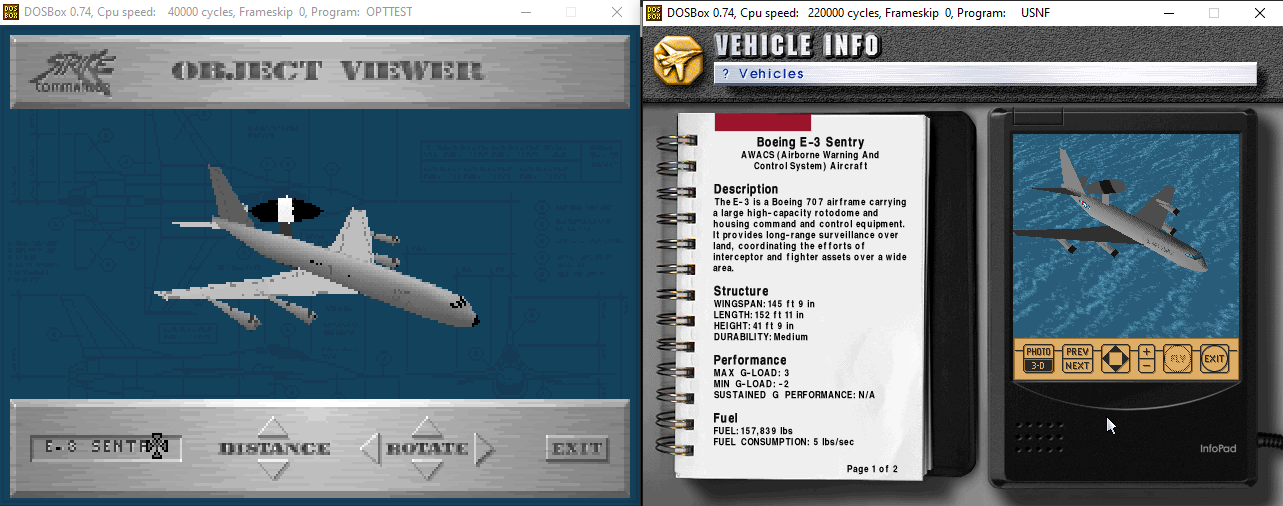 DOSBox 0.74, Cpu speed: 40000 cycles, Frameskip 0, Program: OPTTEST
STRIKE
COMMANDER
OBJECT VIEWER
DISTANCE
ROTATE
EXIT
DOSBox 0.74, Cpu speed: 220000 cycles, Frameskip 0, Program: USNF
VEHICLE INFO
? Vehicles
Boeing E-3 Sentry
AWACS (Airborne Warning And
Control System) Aircraft
Description
The E-3 is a Boeing 707 airframe carrying
a large high-capacity rotodome and
housing command and control equipment.
It provides long-range surveillance over
land, coordinating the efforts of
interceptor and fighter assets over a wide
area.
Structure
WINGSPAN: 145 ft 9 in
LENGTH: 152 ft 11 in
HEIGHT: 41 ft 9 in
DURABILITY: Medium
Performance
MAX G-LOAD: 3
MIN G-LOAD: -2
SUSTAINED G PERFORMANCE: N/A
Fuel
FUEL: 157,839 lbs
FUEL CONSUMPTION: 5 lbs/sec
Page 1 of 2
PHOTO
3-D
PREV
NEXT
+
-
FLY
EXIT
InfoPad